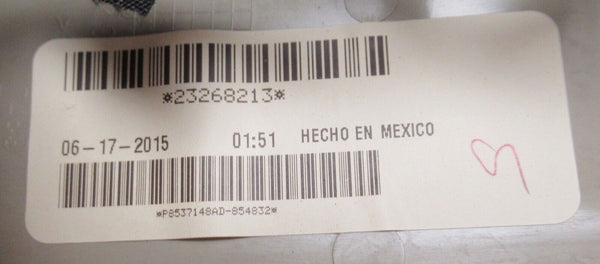 *23268213*
06-17-2015 01:51 HECHO EN MEXICO
*P8537148AD-854832*